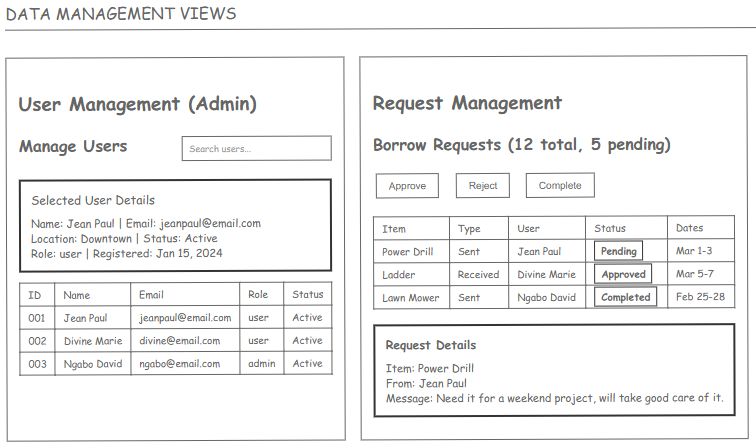 DATA MANAGEMENT VIEWS
User Management (Admin)
Manage Users
Search users...
Selected User Details
Name: Jean Paul | Email: jeanpaul@email.com
Location: Downtown | Status: Active
Role: user | Registered: Jan 15, 2024
ID Name Email Role Status
001 Jean Paul jeanpaul@email.com user Active
002 Divine Marie divine@email.com user Active
003 Ngabo David ngabo@email.com admin Active
Request Management
Borrow Requests (12 total, 5 pending)
Approve Reject Complete
Item Type User Status Dates
Power Drill Sent Jean Paul Pending Mar 1-3
Ladder Received Divine Marie Approved Mar 5-7
Lawn Mower Sent Ngabo David Completed Feb 25-28
Request Details
Item: Power Drill
From: Jean Paul
Message: Need it for a weekend project, will take good care of it.